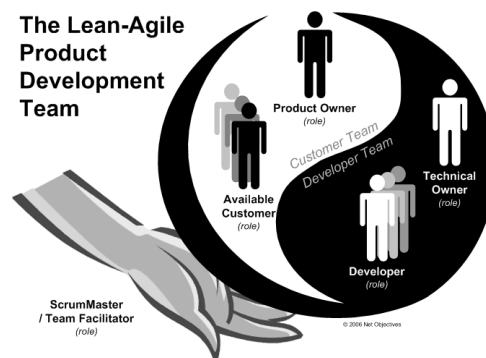 The Lean-Agile
Product
Development
Team
Product Owner
(role)
Customer Team
Developer Team
Available
Customer
(role)
Technical
Owner
(role)
Developer
(role)
ScrumMaster
/ Team Facilitator
(role)
© 2006 Net Objectives